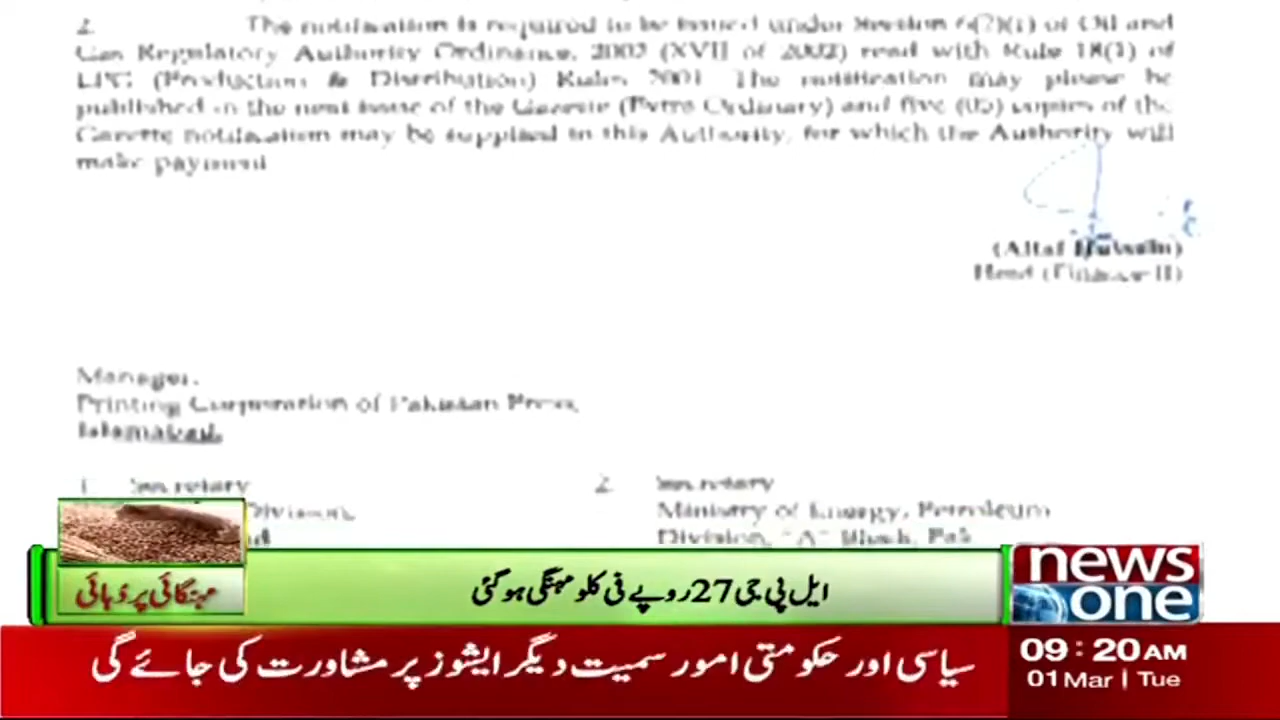 2. The notification is required to be issued under Section 6(2)(r) of Oil and
Gas Regulatory Authority Ordinance, 2002 (XVII of 2002) read with Rule 18(1) of
LPG (Production & Distribution) Rules 2001. The notification may please be
published in the next issue of the Gazette (Extra Ordinary) and five (05) copies of the
Gazette notification may be supplied to this Authority, for which the Authority will
make payment
(Altaf Hussain)
Head (Finance-II)
Manager,
Printing Corporation of Pakistan Press,
Islamabad.
1. Secretary
Division,
2. Secretary
Ministry of Energy, Petroleum
Division, "A" Block, Pak
مہنگائی پر دہائی
ایل پی جی 27 روپے فی کلو مہنگی ہو گئی
news
one
سیاسی اور حکومتی امور سمیت دیگر ایشوز پر مشاورت کی جائے گی
09:20 AM
01 Mar | Tue